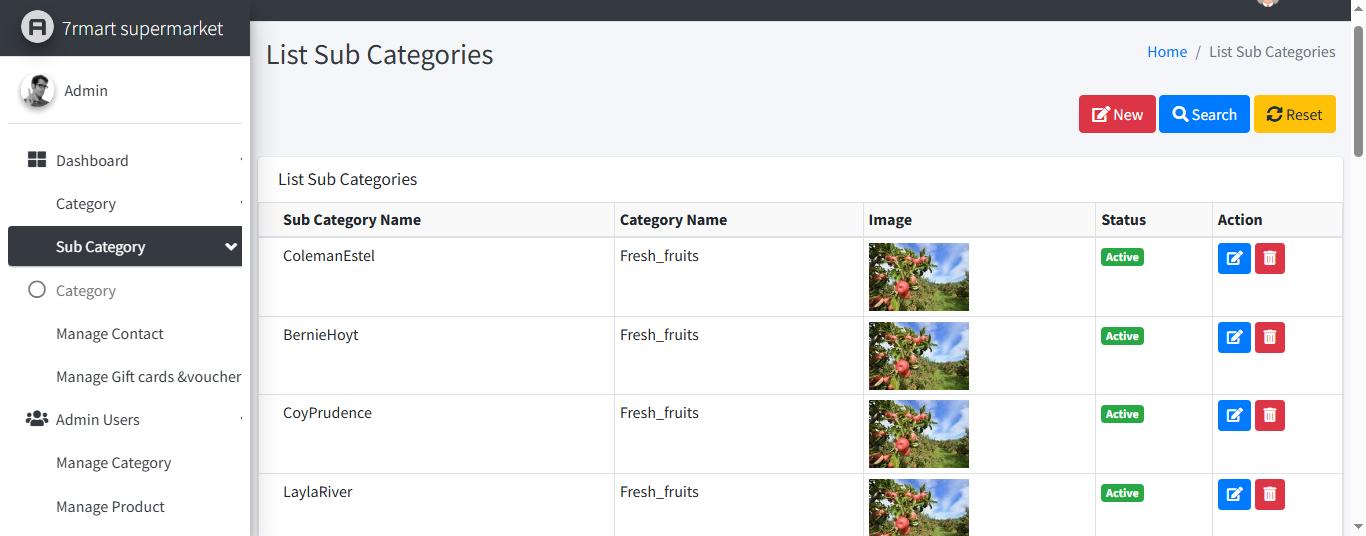 7rmart supermarket
Admin
Dashboard
Category
Sub Category
Category
Manage Contact
Manage Gift cards &voucher
Admin Users
Manage Category
Manage Product
List Sub Categories
Home / List Sub Categories
New Search Reset
List Sub Categories
Sub Category Name Category Name Image Status Action
ColemanEstel Fresh_fruits Active
BernieHoyt Fresh_fruits Active
CoyPrudence Fresh_fruits Active
LaylaRiver Fresh_fruits Active